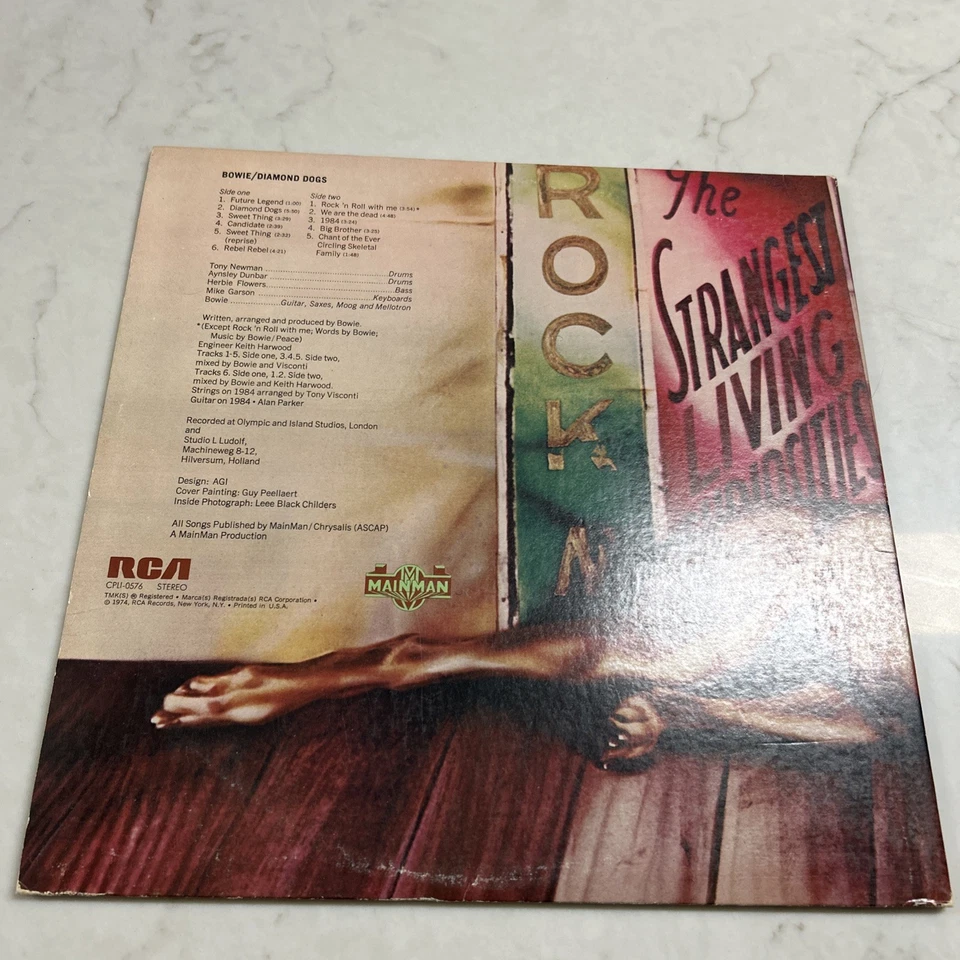 BOWIE/DIAMOND DOGS
Side one
1. Future Legend (1:00)
2. Diamond Dogs (5:50)
3. Sweet Thing (3:29)
4. Candidate (2:39)
5. Sweet Thing (2:32)
(reprise)
6. Rebel Rebel (4:21)
Side two
1. Rock 'n Roll with me (3:54)*
2. We are the dead (4:48)
3. 1984 (3:24)
4. Big Brother (3:25)
5. Chant of the Ever
Circling Skeletal
Family (1:48)
Tony Newman Drums
Aynsley Dunbar Drums
Herbie Flowers Bass
Mike Garson Keyboards
Bowie Guitar, Saxes, Moog and Mellotron
Written, arranged and produced by Bowie.
*(Except Rock 'n Roll with me; Words by Bowie;
Music by Bowie/Peace)
Engineer Keith Harwood
Tracks 1-5. Side one, 3.4.5. Side two,
mixed by Bowie and Visconti
Tracks 6. Side one, 1.2. Side two,
mixed by Bowie and Keith Harwood.
Strings on 1984 arranged by Tony Visconti
Guitar on 1984 • Alan Parker
Recorded at Olympic and Island Studios, London
and
Studio L Ludolf,
Machineweg 8-12,
Hilversum, Holland
Design: AGI
Cover Painting: Guy Peellaert
Inside Photograph: Leee Black Childers
All Songs Published by MainMan/Chrysalis (ASCAP)
A MainMan Production
RCA
CPL1-0576 STEREO
TMK(S) ® Registered • Marca(s) Registrada(s) RCA Corporation •
© 1974, RCA Records, New York, N.Y. • Printed in U.S.A.
M
MAINMAN
ROCK N
The
STRANGEST
LIVING